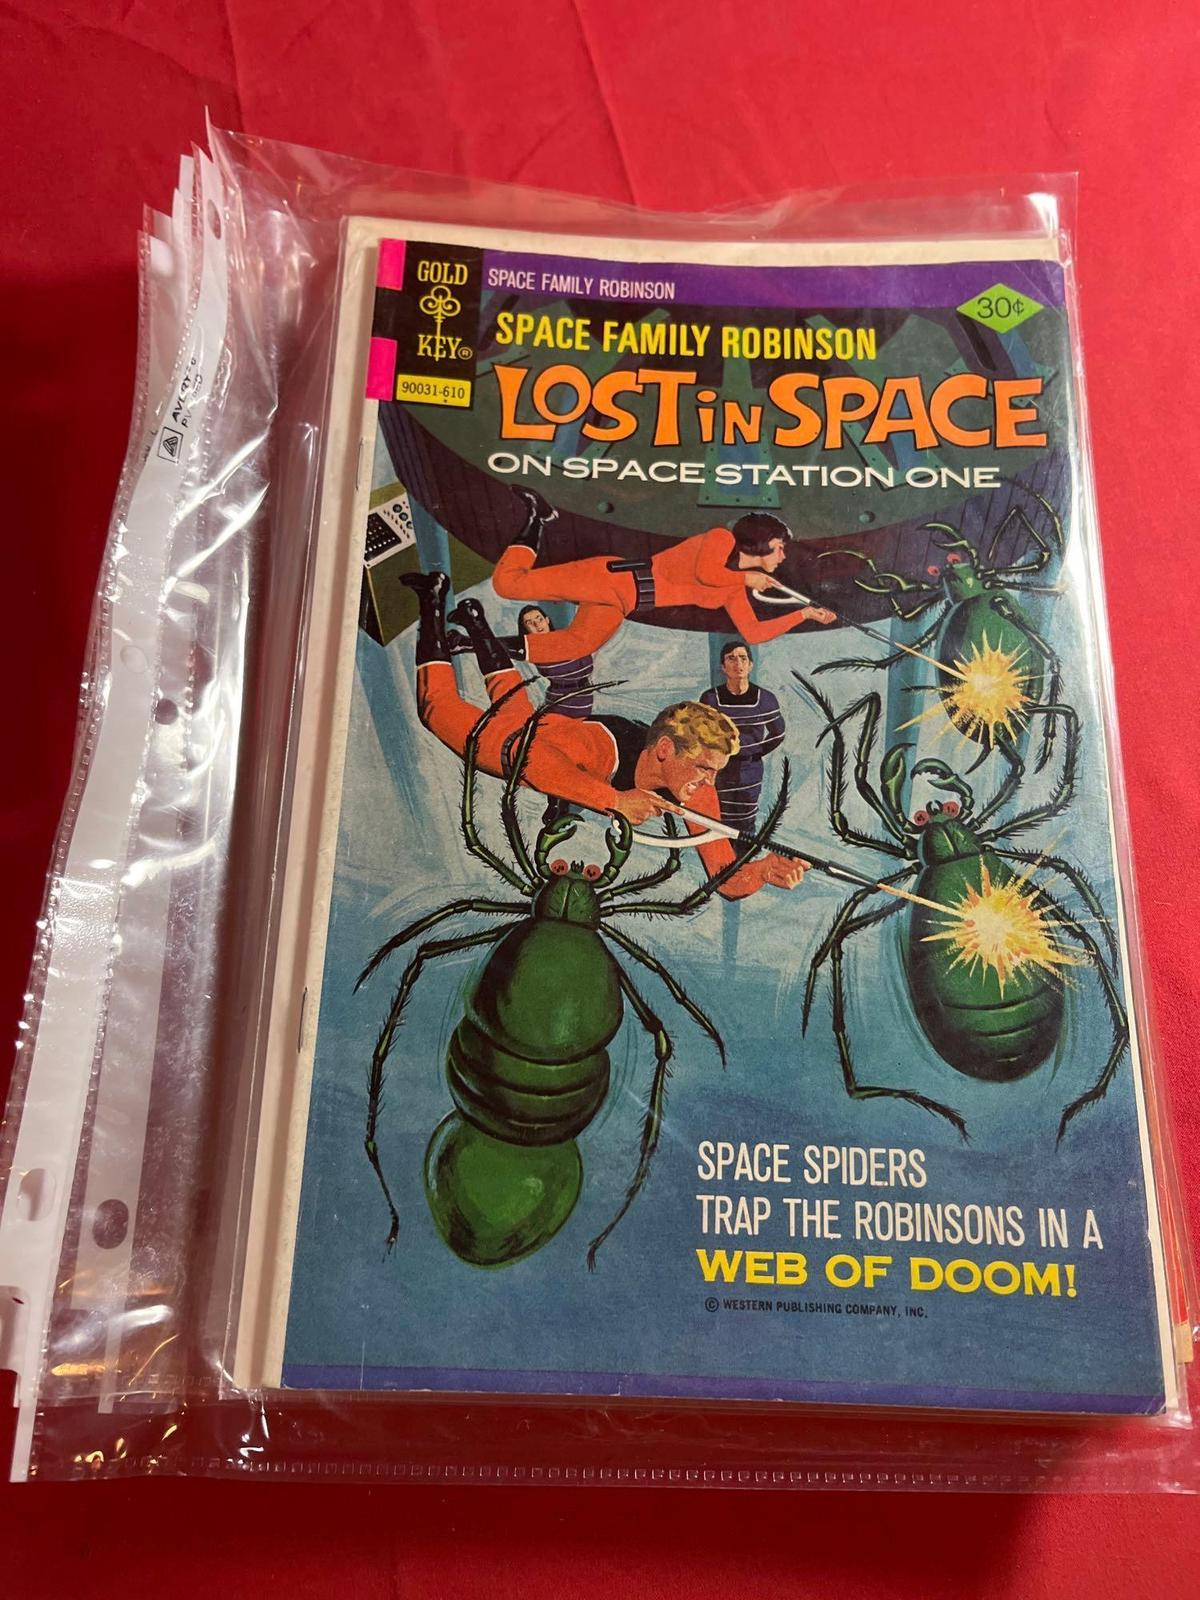 GOLD
KEY®
90031-610
SPACE FAMILY ROBINSON
30¢
SPACE FAMILY ROBINSON
LOST IN SPACE
ON SPACE STATION ONE
SPACE SPIDERS
TRAP THE ROBINSONS IN A
WEB OF DOOM!
© WESTERN PUBLISHING COMPANY, INC.